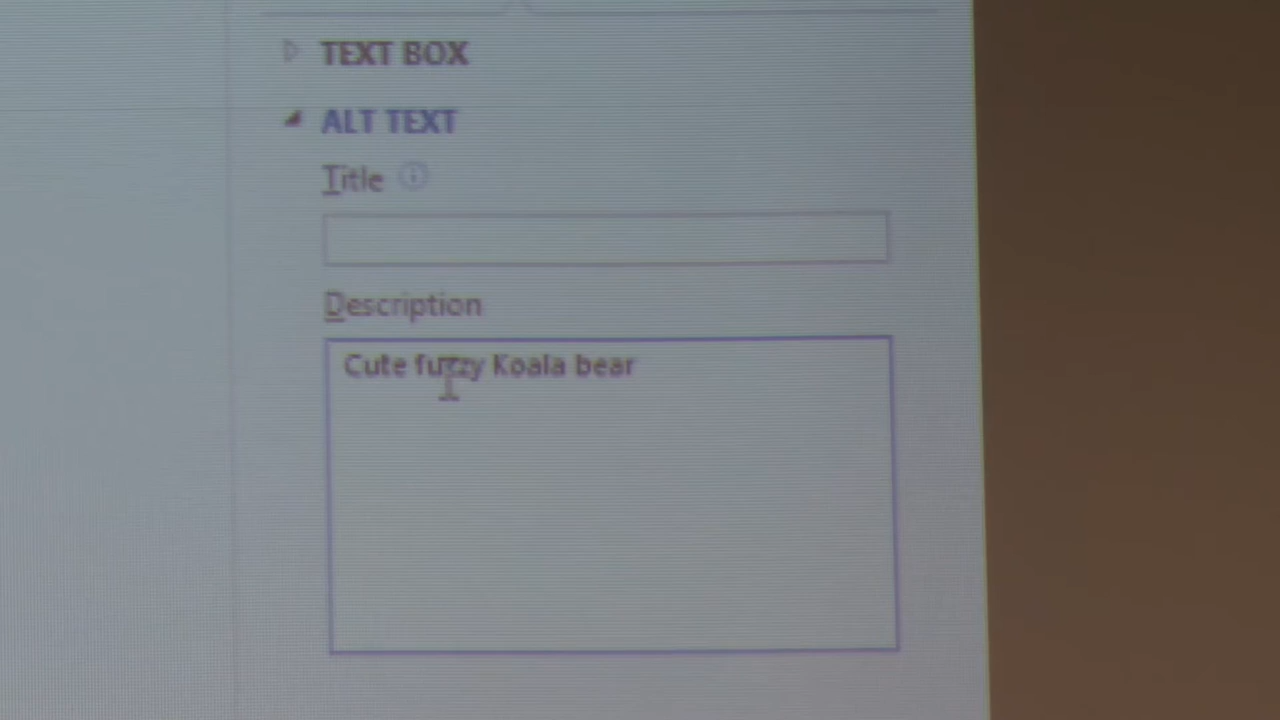 TEXT BOX
ALT TEXT
Title
Description
Cute fuzzy Koala bear